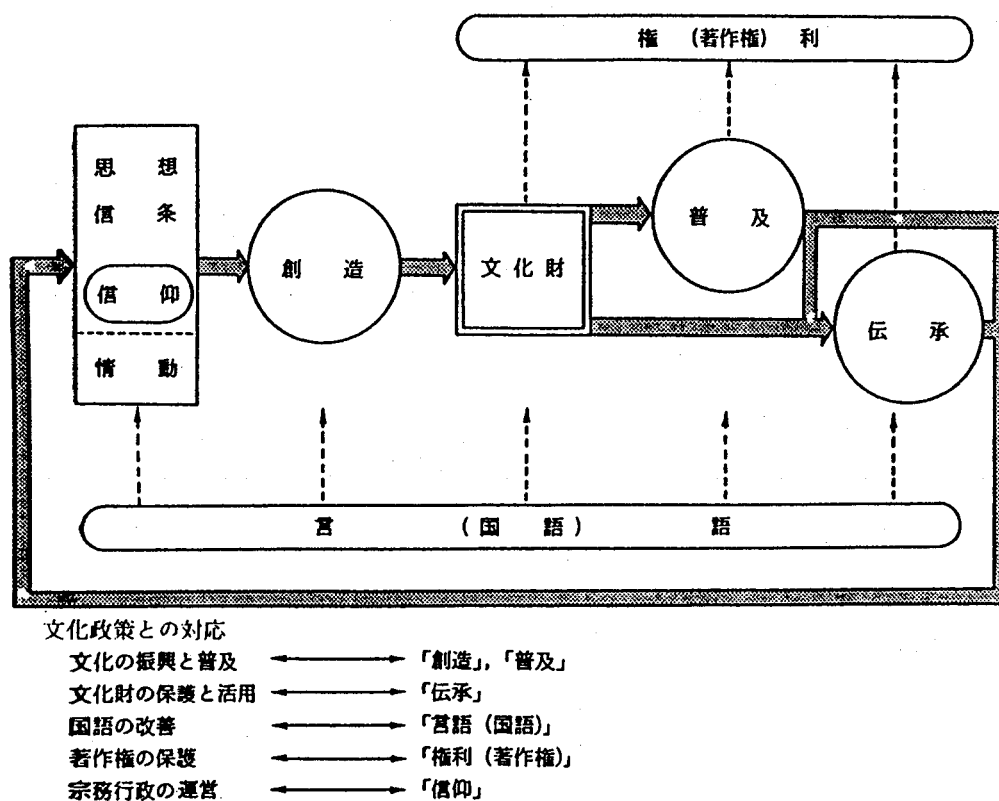 権 (著作権) 利
思 想
信 条
信 仰
情 動
創 造
文化財
普 及
伝 承
言 (国 語) 語
文化政策との対応
文化の振興と普及 ←→ 「創造」,「普及」
文化財の保護と活用 ←→ 「伝承」
国語の改善 ←→ 「言語(国語)」
著作権の保護 ←→ 「権利(著作権)」
宗務行政の運営 ←→ 「信仰」